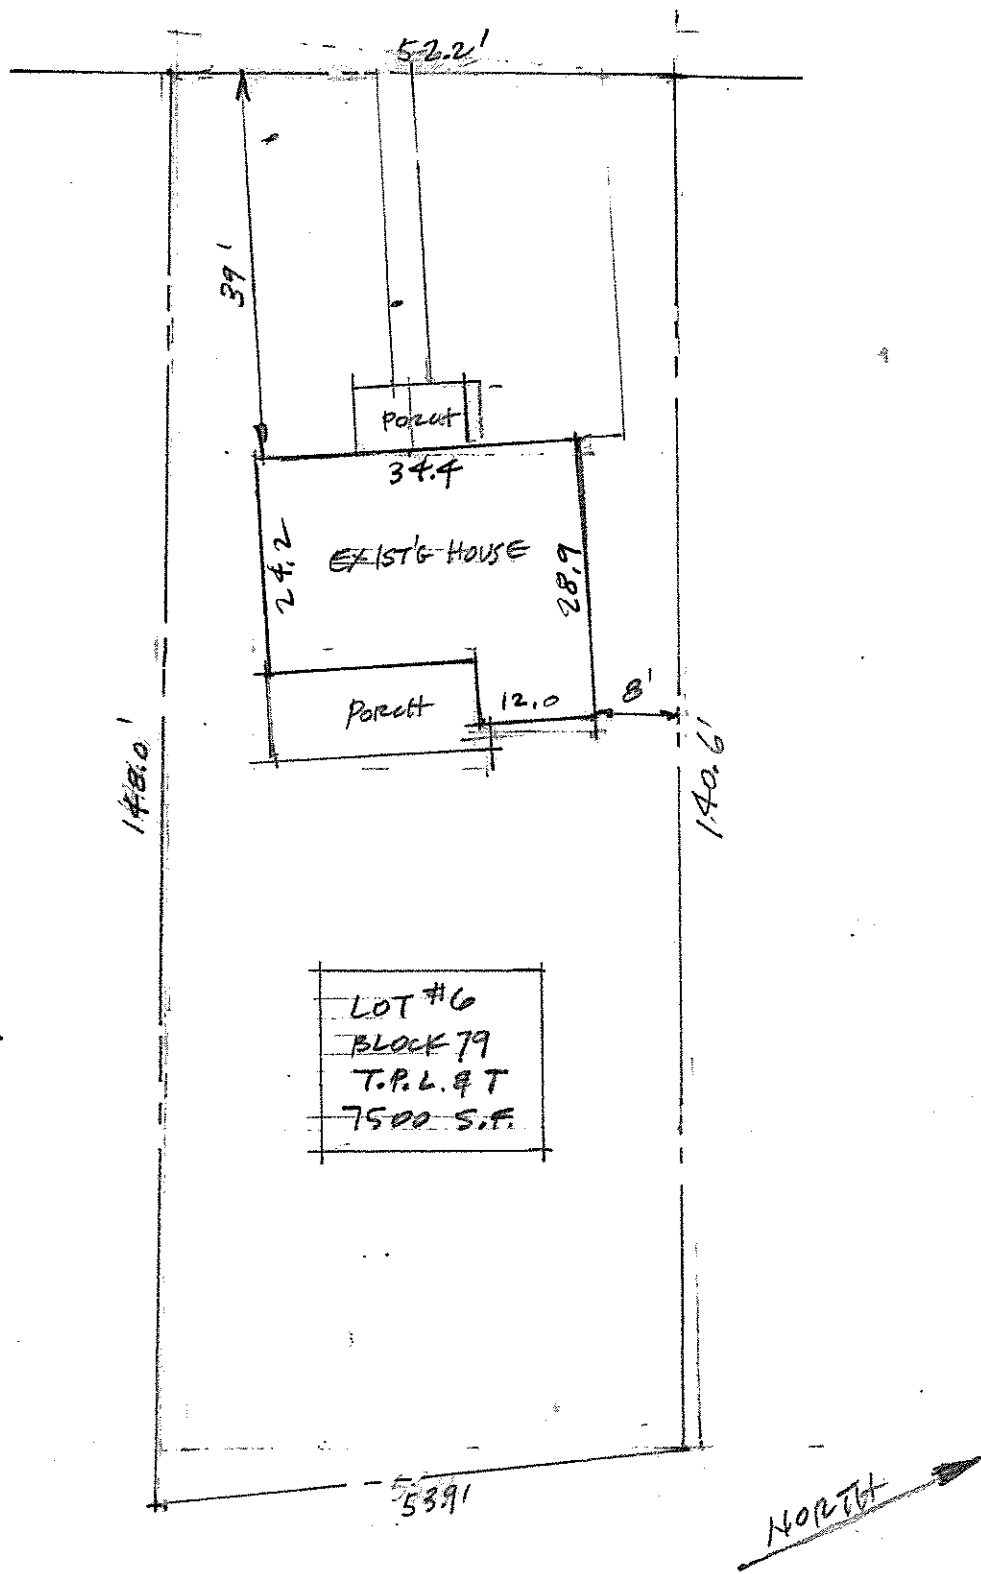 52.2'
39'
PORCH
34.4
24.2
EXIST'G HOUSE
28.9
PORCH
12.0
8'
148.0'
140.6'
LOT #6
BLOCK 79
T.P.L. & T
7500 S.F.
53.9'
NORTH